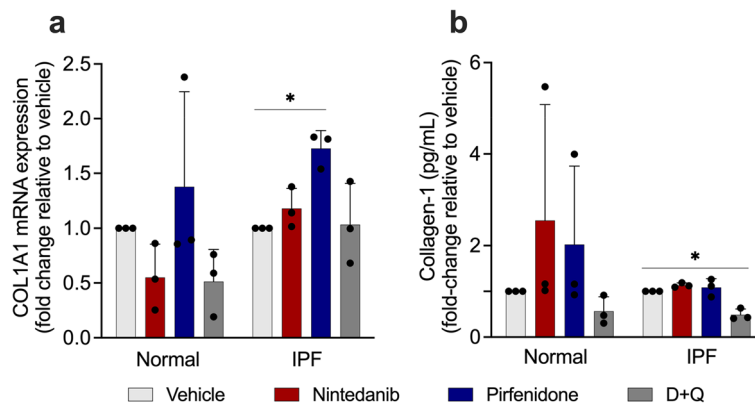 a
COL1A1 mRNA expression
(fold change relative to vehicle)
2.5
2.0
1.5
1.0
0.5
0.0
*
Normal
IPF
b
Collagen-1 (pg/mL)
(fold-change relative to vehicle)
6
4
2
1
0
*
Normal
IPF
Vehicle
Nintedanib
Pirfenidone
D+Q